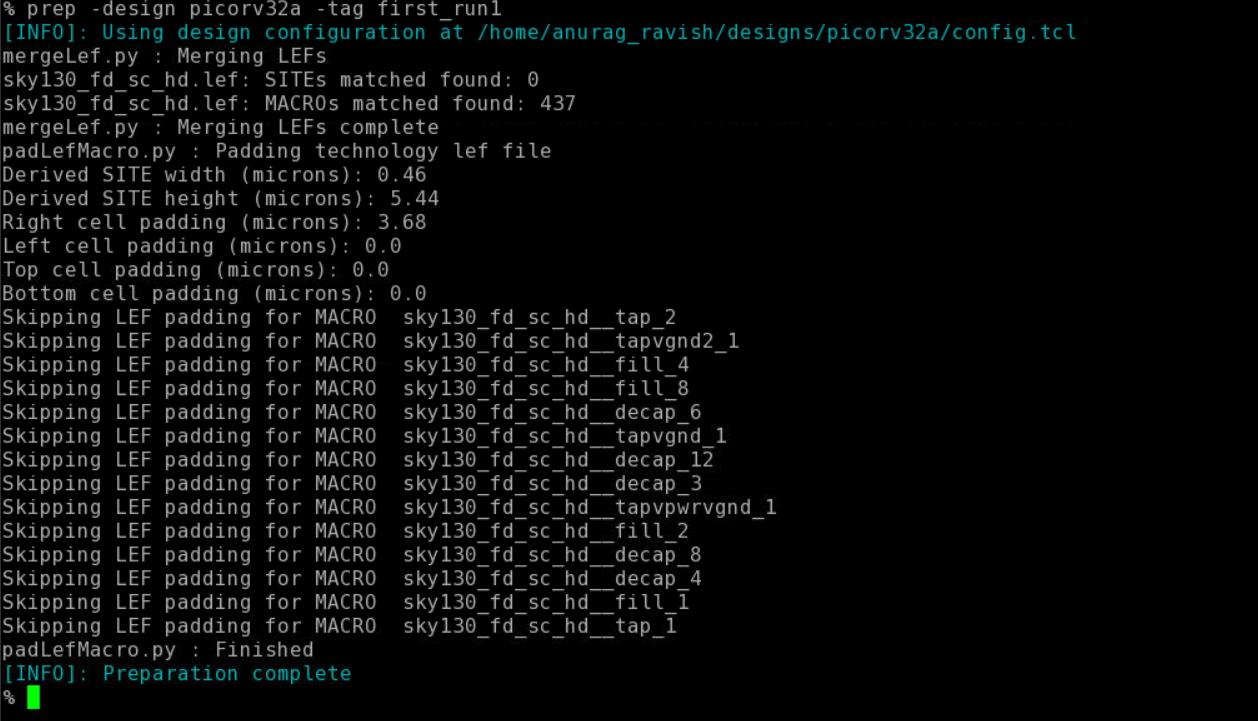 % prep -design picorv32a -tag first_run1
[INFO]: Using design configuration at /home/anurag_ravish/designs/picorv32a/config.tcl
mergeLef.py : Merging LEFs
sky130_fd_sc_hd.lef: SITEs matched found: 0
sky130_fd_sc_hd.lef: MACROs matched found: 437
mergeLef.py : Merging LEFs complete
padLefMacro.py : Padding technology lef file
Derived SITE width (microns): 0.46
Derived SITE height (microns): 5.44
Right cell padding (microns): 3.68
Left cell padding (microns): 0.0
Top cell padding (microns): 0.0
Bottom cell padding (microns): 0.0
Skipping LEF padding for MACRO  sky130_fd_sc_hd__tap_2
Skipping LEF padding for MACRO  sky130_fd_sc_hd__tapvgnd2_1
Skipping LEF padding for MACRO  sky130_fd_sc_hd__fill_4
Skipping LEF padding for MACRO  sky130_fd_sc_hd__fill_8
Skipping LEF padding for MACRO  sky130_fd_sc_hd__decap_6
Skipping LEF padding for MACRO  sky130_fd_sc_hd__tapvgnd_1
Skipping LEF padding for MACRO  sky130_fd_sc_hd__decap_12
Skipping LEF padding for MACRO  sky130_fd_sc_hd__decap_3
Skipping LEF padding for MACRO  sky130_fd_sc_hd__tapvpwrvgnd_1
Skipping LEF padding for MACRO  sky130_fd_sc_hd__fill_2
Skipping LEF padding for MACRO  sky130_fd_sc_hd__decap_8
Skipping LEF padding for MACRO  sky130_fd_sc_hd__decap_4
Skipping LEF padding for MACRO  sky130_fd_sc_hd__fill_1
Skipping LEF padding for MACRO  sky130_fd_sc_hd__tap_1
padLefMacro.py : Finished
[INFO]: Preparation complete
%